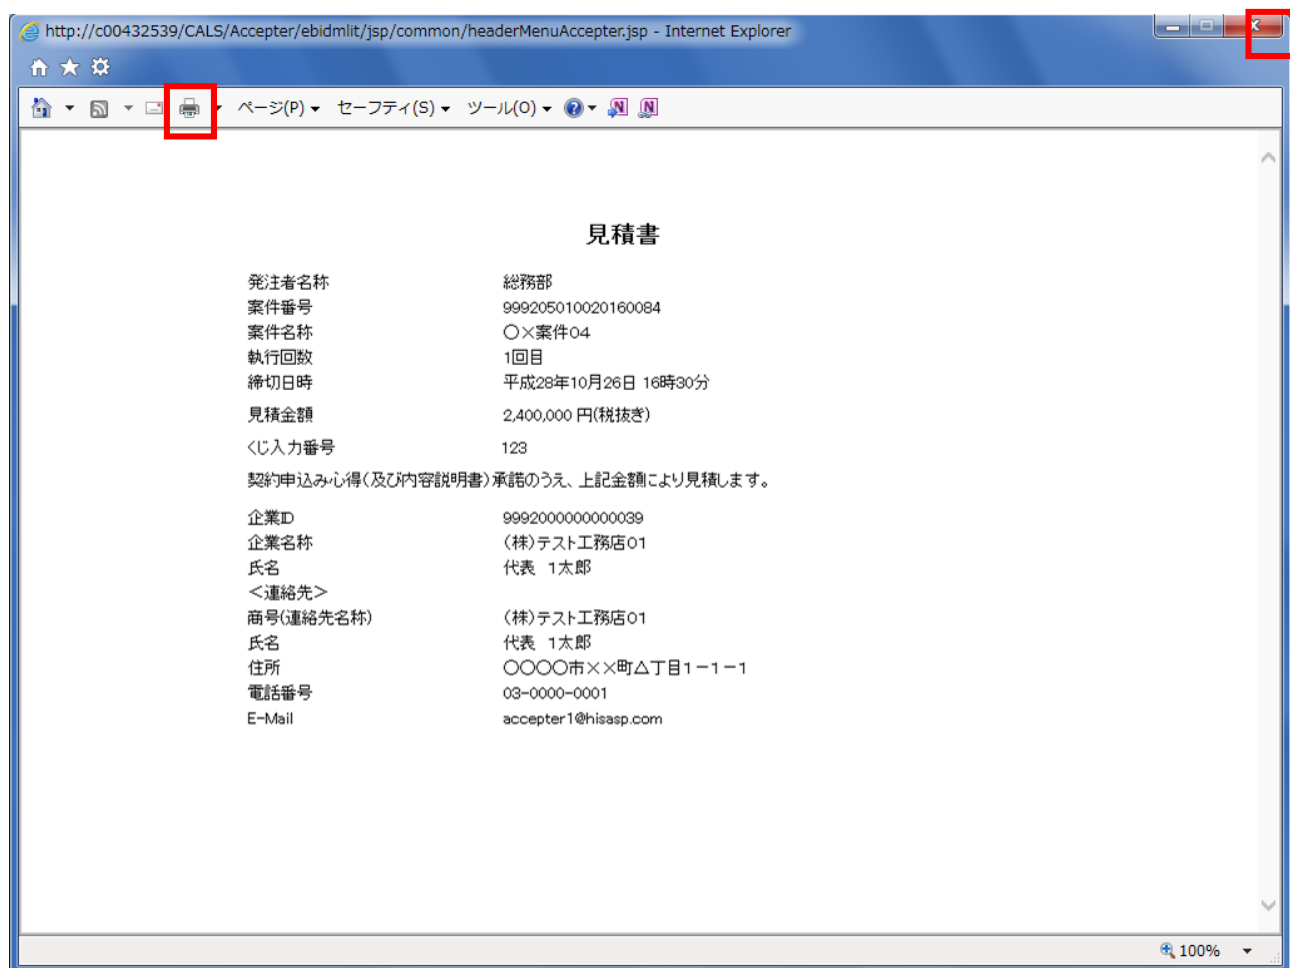 http://c00432539/CALS/Accepter/ebidmlit/jsp/common/headerMenuAccepter.jsp - Internet Explorer
ページ(P) セーフティ(S) ツール(O)
見積書
発注者名称 総務部
案件番号 999205010020160084
案件名称 〇×案件04
執行回数 1回目
締切日時 平成28年10月26日 16時30分
見積金額 2,400,000 円(税抜き)
くじ入力番号 123
契約申込み心得(及び内容説明書)承諾のうえ、上記金額により見積します。
企業ID 9992000000000039
企業名称 (株)テスト工務店01
氏名 代表 1太郎
<連絡先>
商号(連絡先名称) (株)テスト工務店01
氏名 代表 1太郎
住所 〇〇〇〇市××町△丁目1-1-1
電話番号 03-0000-0001
E-Mail accepter1@hisasp.com
100%